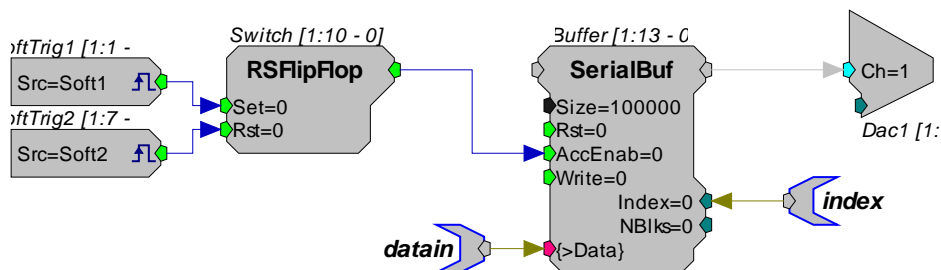 oftTrig1 [1:1 -
Src=Soft1
oftTrig2 [1:7 -
Src=Soft2
Switch [1:10 - 0]
RSFlipFlop
Set=0
Rst=0
Buffer [1:13 - 0
SerialBuf
Size=100000
Rst=0
AccEnab=0
Write=0
Index=0
NBlks=0
{>Data}
datain
index
Ch=1
Dac1 [1: